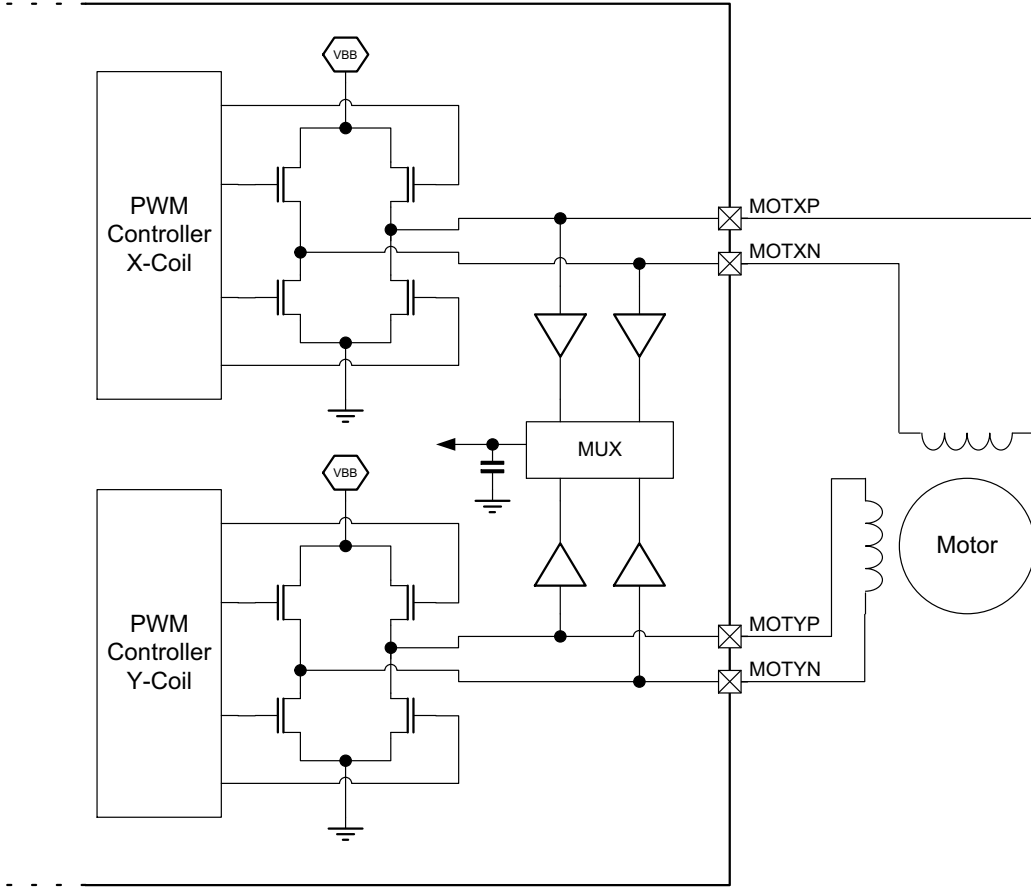 VBB
PWM
Controller
X-Coil
MOTXP
MOTXN
MUX
VBB
PWM
Controller
Y-Coil
Motor
MOTYP
MOTYN